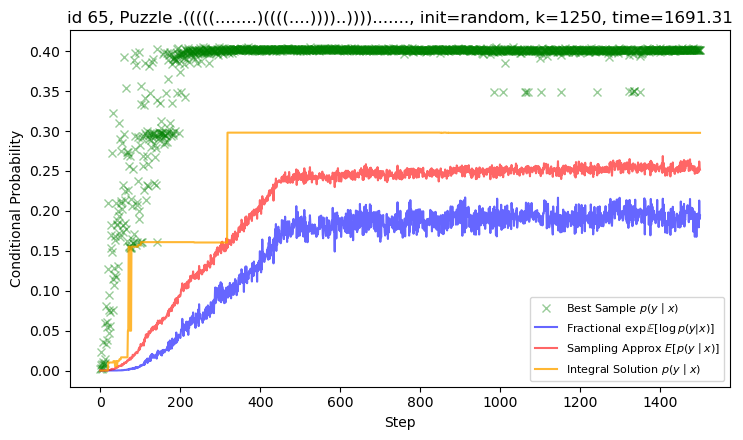 id 65, Puzzle .(((((........)((((....))))..))))......., init=random, k=1250, time=1691.31
Conditional Probability
0.40
0.35
0.30
0.25
0.20
0.15
0.10
0.05
0.00
Best Sample p(y | x)
Fractional exp 𝔼[log p(y|x)]
Sampling Approx E[p(y | x)]
Integral Solution p(y | x)
0 200 400 600 800 1000 1200 1400
Step